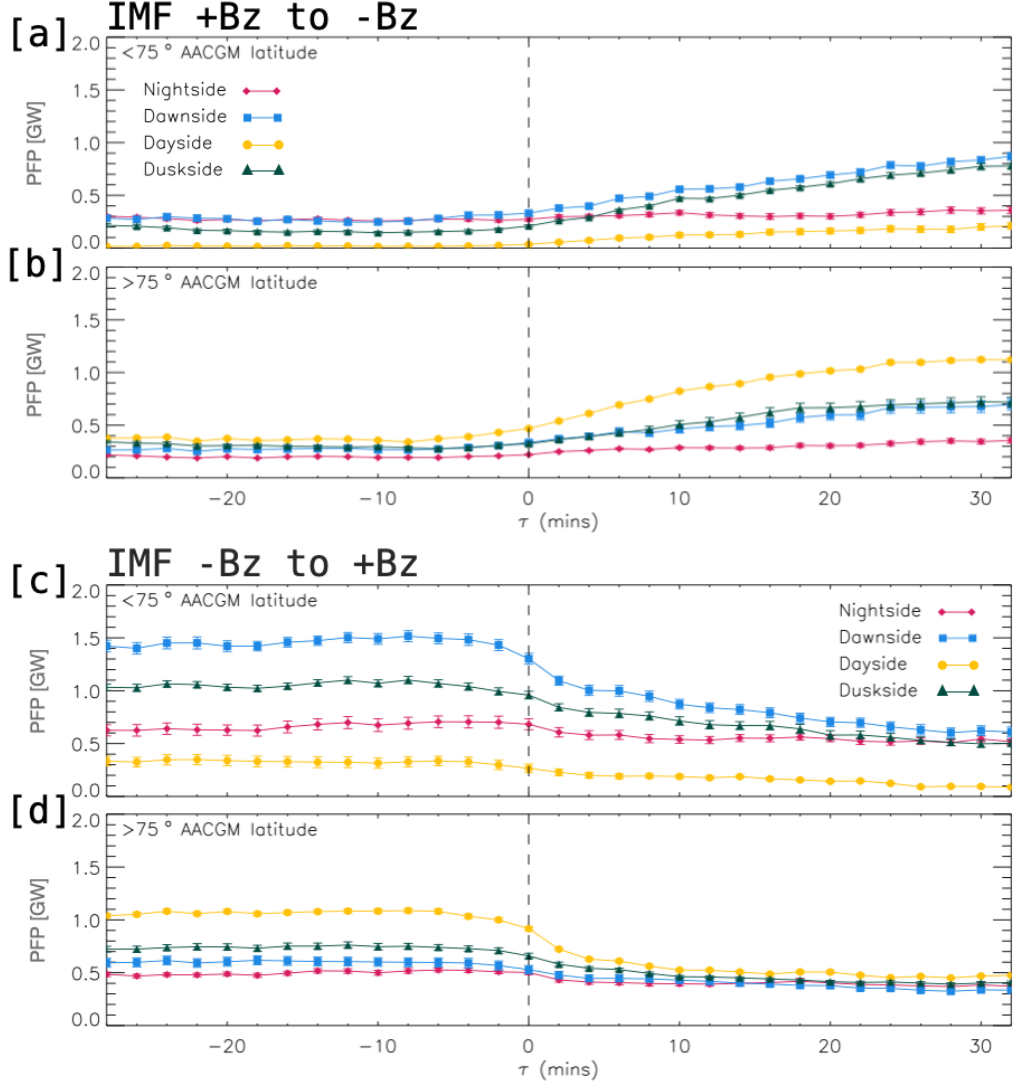 IMF +Bz to -Bz
[a]
<75° AACGM latitude
2.0
1.5
1.0
0.5
0.0
PFP [GW]
Nightside
Dawnside
Dayside
Duskside
[b]
>75° AACGM latitude
2.0
1.5
1.0
0.5
0.0
PFP [GW]
−20 −10 0 10 20 30
τ (mins)
IMF -Bz to +Bz
[c]
<75° AACGM latitude
2.0
1.5
1.0
0.5
0.0
PFP [GW]
Nightside
Dawnside
Dayside
Duskside
[d]
>75° AACGM latitude
2.0
1.5
1.0
0.5
0.0
PFP [GW]
−20 −10 0 10 20 30
τ (mins)